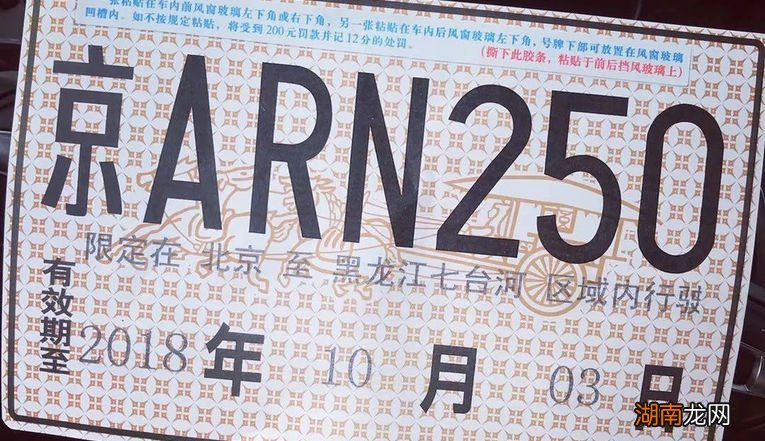 张粘贴在车内前风窗玻璃左下角或右下角，另一张粘贴在车内后风窗玻璃左下角，号牌下部可放置在风窗玻璃
凹槽内。如不按规定粘贴，将受到200元罚款并记12分的处罚。
(撕下此胶条，粘贴于前后挡风玻璃上)
京ARN250
限定在 北京 至 黑龙江七台河 区域内行驶
有效期至 2018 年 10 月 03 日
湖南龙网